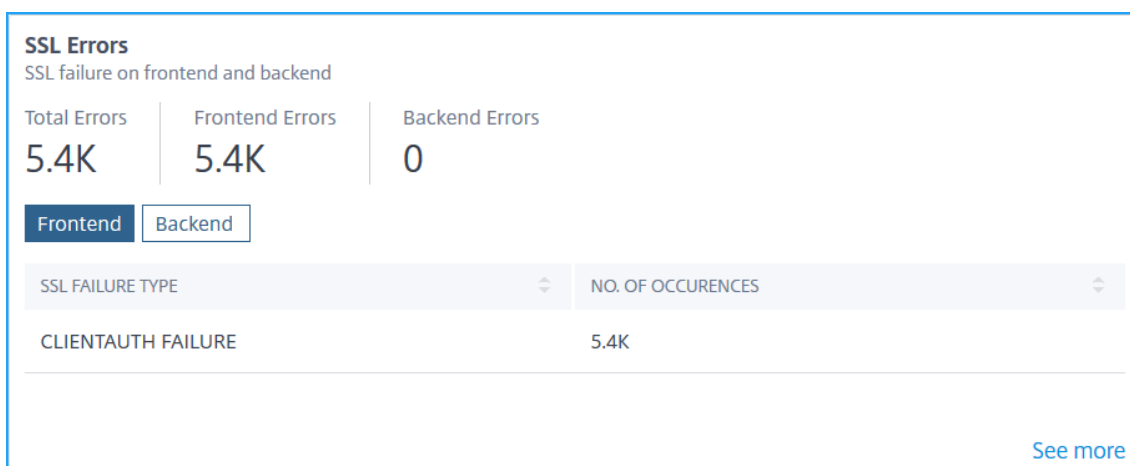 SSL Errors
SSL failure on frontend and backend
Total Errors Frontend Errors Backend Errors
5.4K 5.4K 0
Frontend Backend
SSL FAILURE TYPE NO. OF OCCURENCES
CLIENTAUTH FAILURE 5.4K
See more